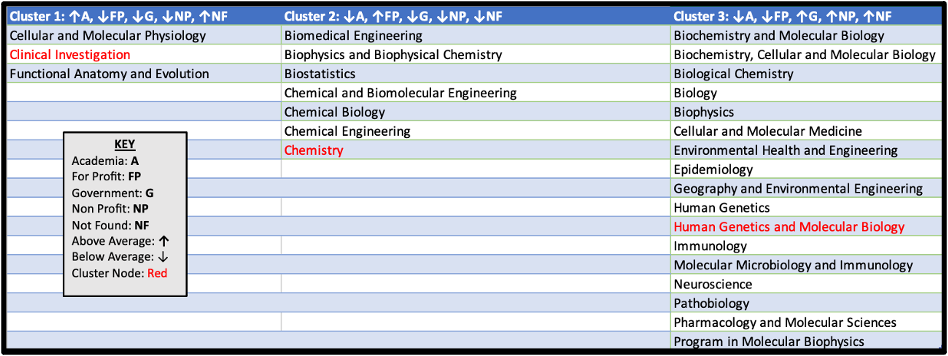 Cluster 1: ↑A, ↓FP, ↓G, ↓NP, ↑NF
Cellular and Molecular Physiology
Clinical Investigation
Functional Anatomy and Evolution
KEY
Academia: A
For Profit: FP
Government: G
Non Profit: NP
Not Found: NF
Above Average: ↑
Below Average: ↓
Cluster Node: Red
Cluster 2: ↓A, ↑FP, ↓G, ↓NP, ↓NF
Biomedical Engineering
Biophysics and Biophysical Chemistry
Biostatistics
Chemical and Biomolecular Engineering
Chemical Biology
Chemical Engineering
Chemistry
Cluster 3: ↓A, ↓FP, ↑G, ↑NP, ↑NF
Biochemistry and Molecular Biology
Biochemistry, Cellular and Molecular Biology
Biological Chemistry
Biology
Biophysics
Cellular and Molecular Medicine
Environmental Health and Engineering
Epidemiology
Geography and Environmental Engineering
Human Genetics
Human Genetics and Molecular Biology
Immunology
Molecular Microbiology and Immunology
Neuroscience
Pathobiology
Pharmacology and Molecular Sciences
Program in Molecular Biophysics